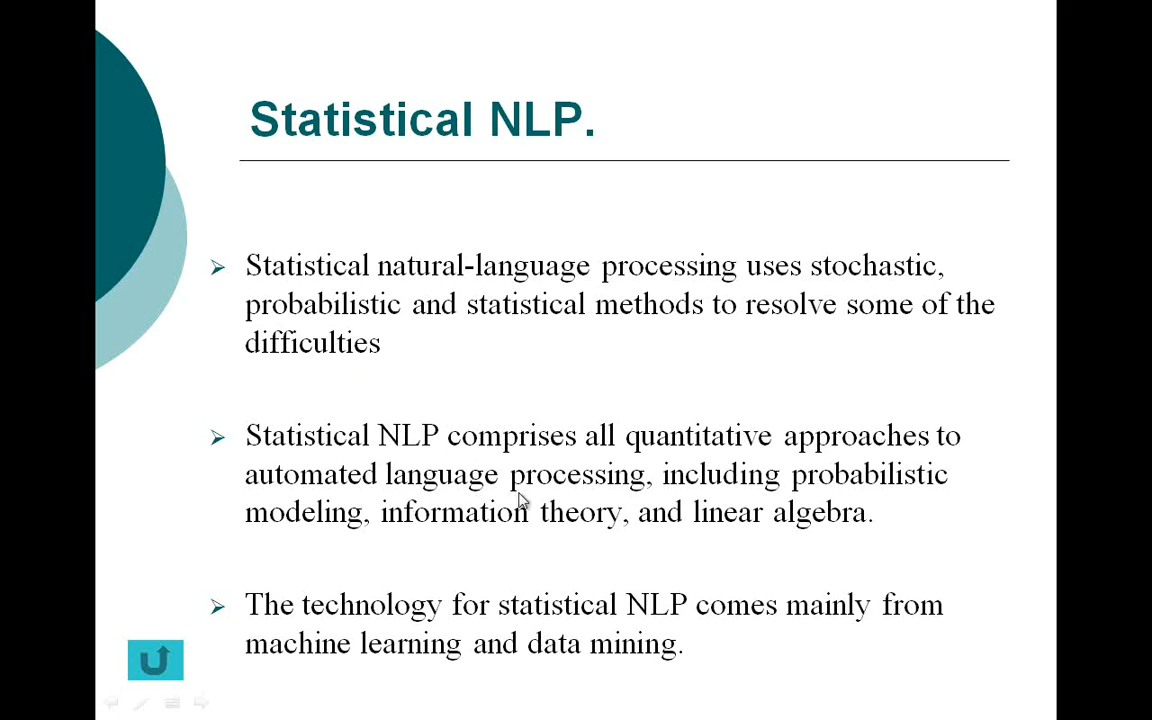 Statistical NLP.
Statistical natural-language processing uses stochastic,
probabilistic and statistical methods to resolve some of the
difficulties
Statistical NLP comprises all quantitative approaches to
automated language processing, including probabilistic
modeling, information theory, and linear algebra.
The technology for statistical NLP comes mainly from
machine learning and data mining.